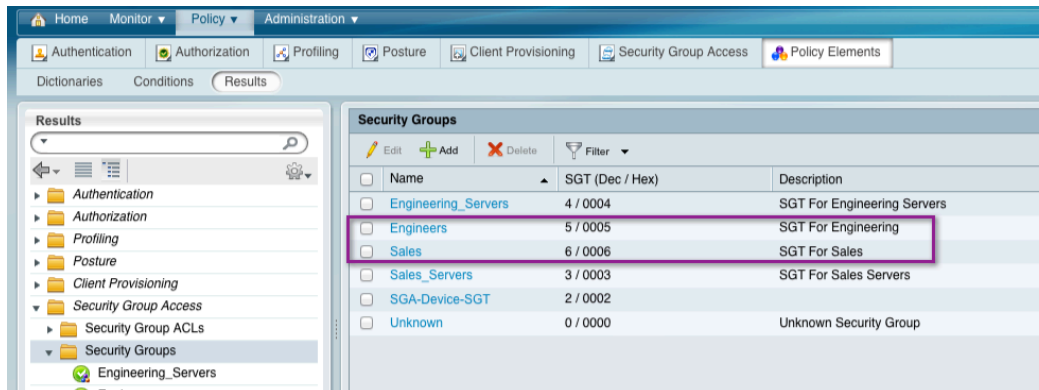 Home Monitor Policy Administration
Authentication Authorization Profiling Posture Client Provisioning Security Group Access Policy Elements
Dictionaries Conditions Results
Results
Authentication
Authorization
Profiling
Posture
Client Provisioning
Security Group Access
Security Group ACLs
Security Groups
Engineering_Servers
Security Groups
Edit Add Delete Filter
Name SGT (Dec / Hex) Description
Engineering_Servers 4 / 0004 SGT For Engineering Servers
Engineers 5 / 0005 SGT For Engineering
Sales 6 / 0006 SGT For Sales
Sales_Servers 3 / 0003 SGT For Sales Servers
SGA-Device-SGT 2 / 0002
Unknown 0 / 0000 Unknown Security Group